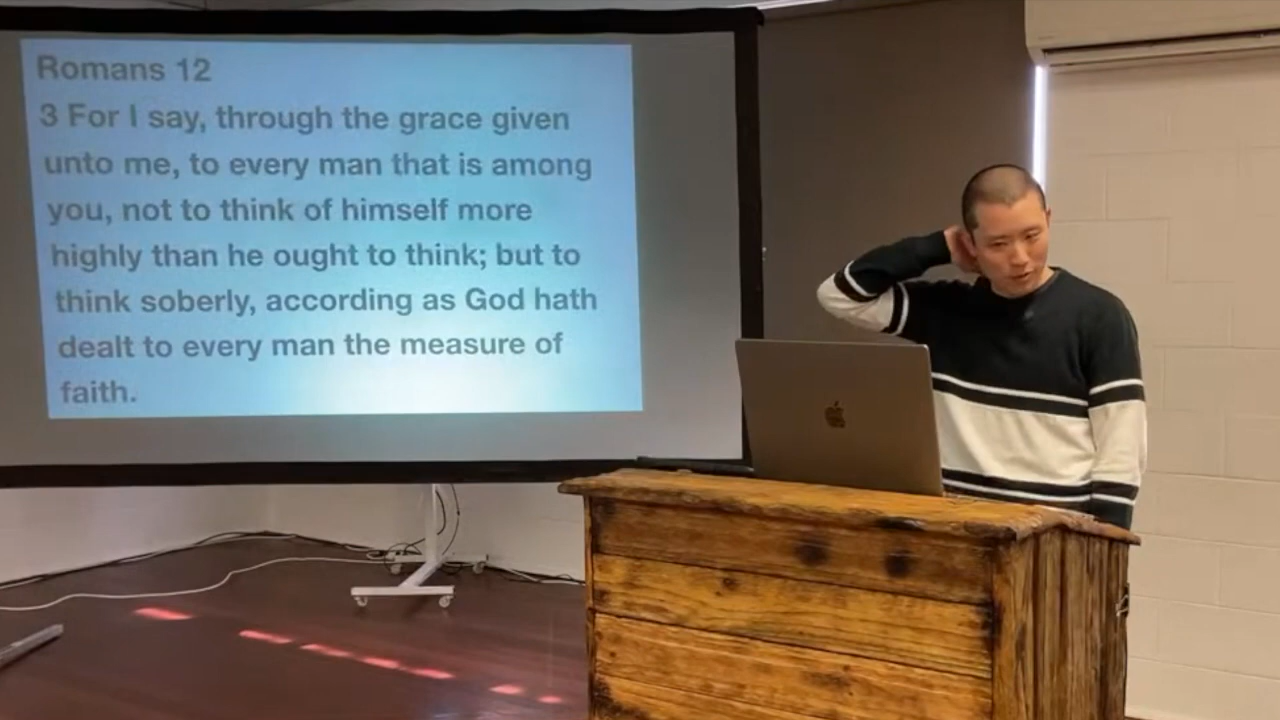 Romans 12
3 For I say, through the grace given
unto me, to every man that is among
you, not to think of himself more
highly than he ought to think; but to
think soberly, according as God hath
dealt to every man the measure of
faith.